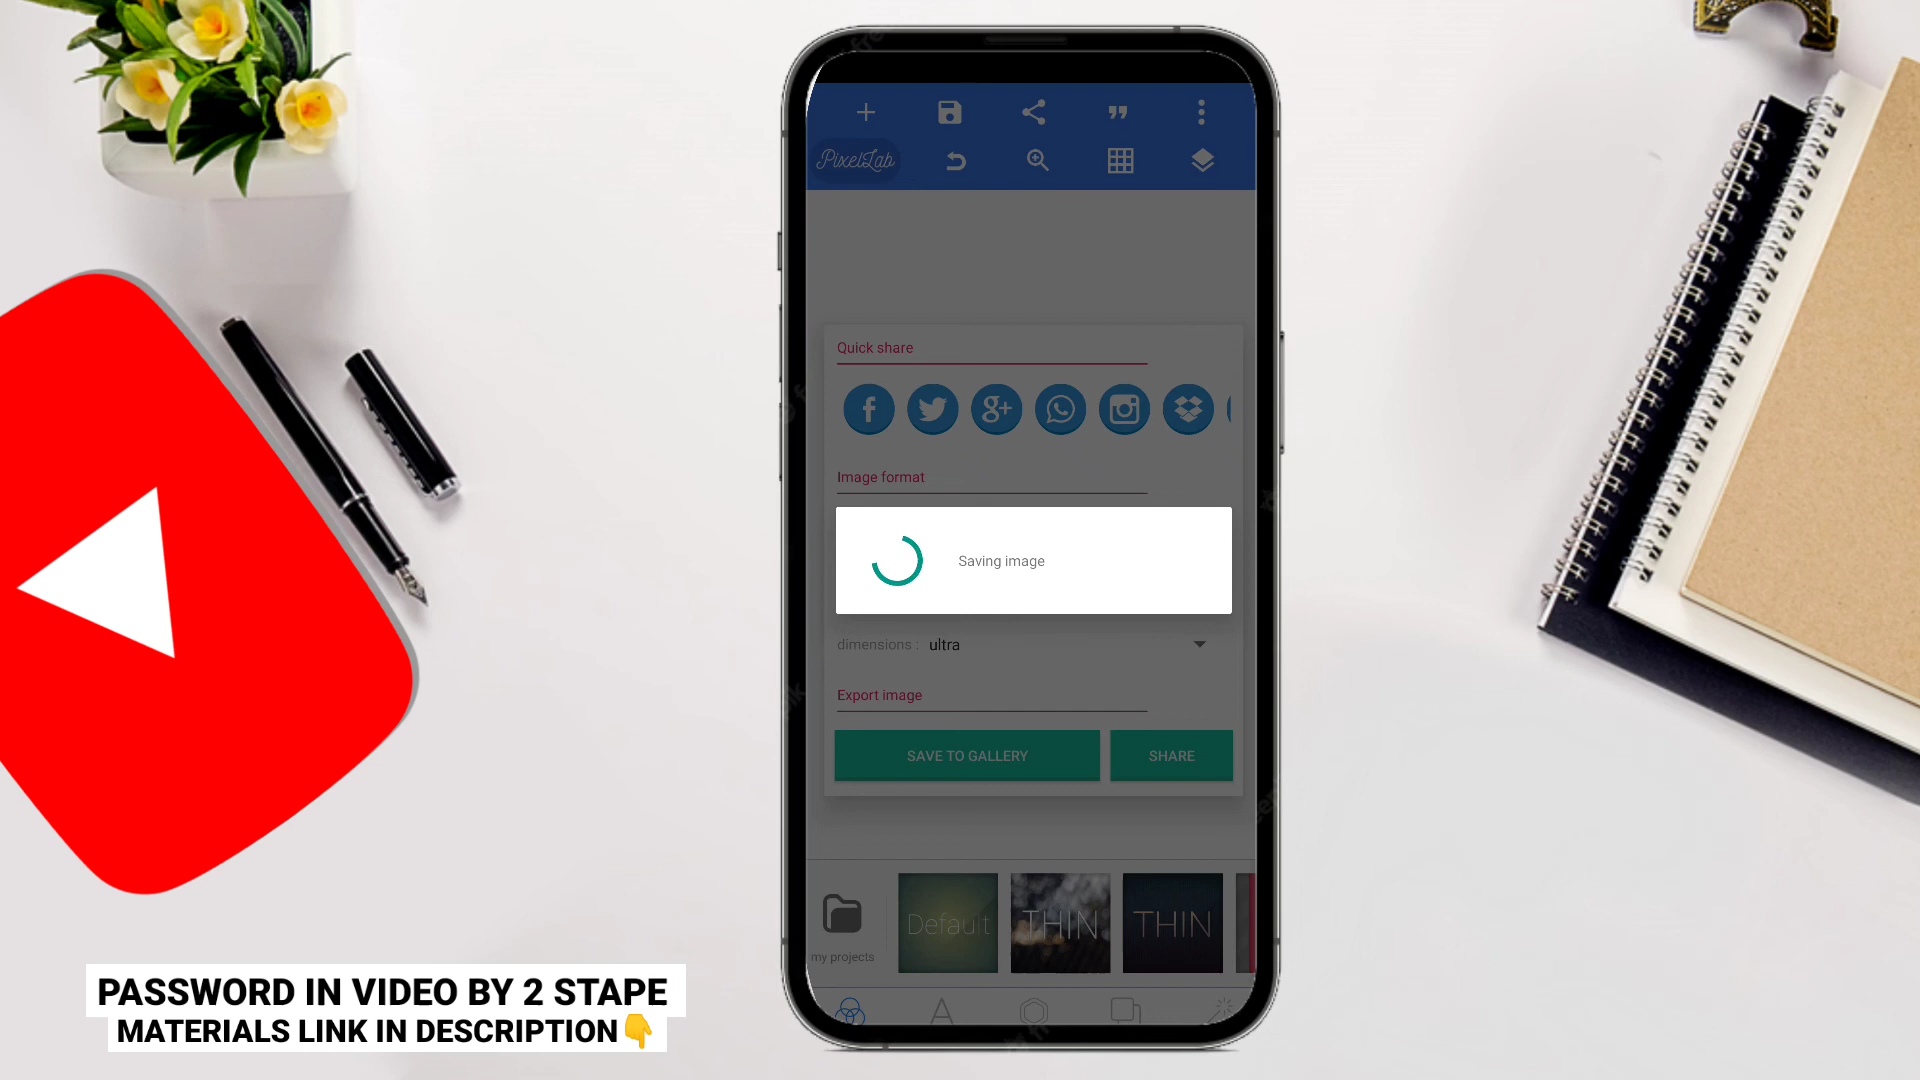 PixelLab
Quick share
Image format
Saving image
dimensions : ultra
Export image
SAVE TO GALLERY SHARE
Default THIN THIN
my projects
PASSWORD IN VIDEO BY 2 STAPE
MATERIALS LINK IN DESCRIPTION👇